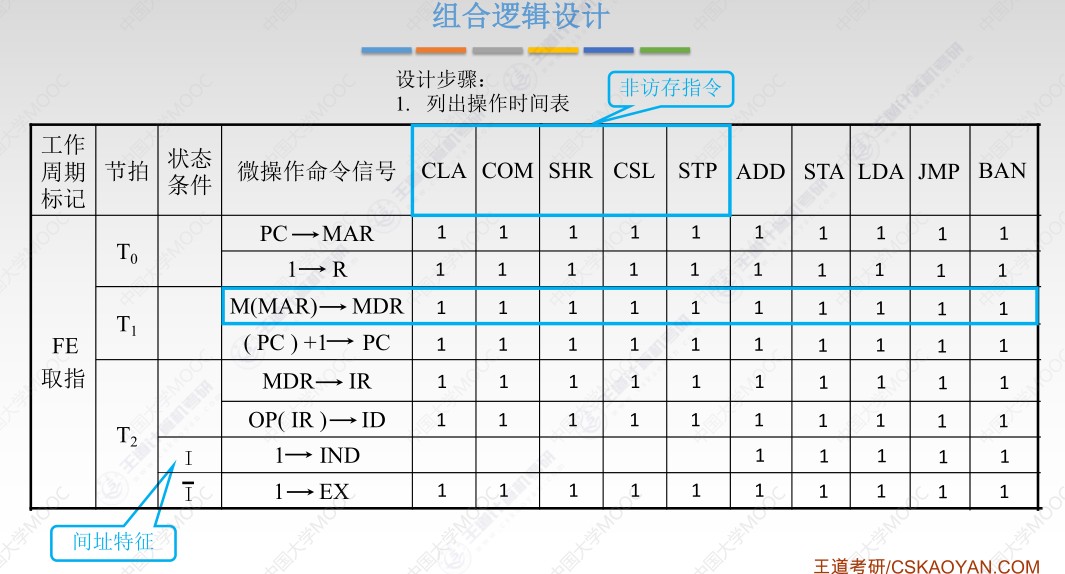 组合逻辑设计
设计步骤:
1. 列出操作时间表
非访存指令
工作周期标记 节拍 状态条件 微操作命令信号 CLA COM SHR CSL STP ADD STA LDA JMP BAN
FE 取指 T0 PC→MAR 1 1 1 1 1 1 1 1 1 1
1→R 1 1 1 1 1 1 1 1 1 1
T1 M(MAR)→MDR 1 1 1 1 1 1 1 1 1 1
(PC)+1→PC 1 1 1 1 1 1 1 1 1 1
T2 MDR→IR 1 1 1 1 1 1 1 1 1 1
OP(IR)→ID 1 1 1 1 1 1 1 1 1 1
I 1→IND 1 1 1 1 1
Ī 1→EX 1 1 1 1 1 1 1 1 1 1
间址特征
王道考研/CSKAOYAN.COM